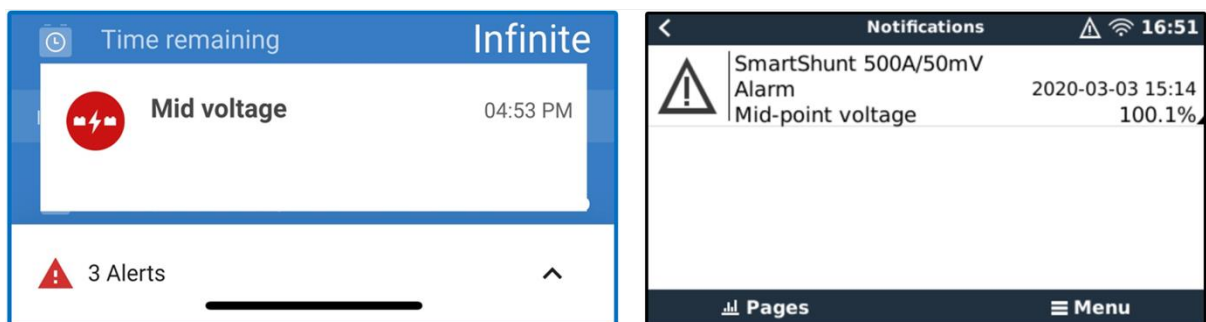 Time remaining Infinite
Mid voltage 04:53 PM
3 Alerts
Notifications 16:51
SmartShunt 500A/50mV
Alarm 2020-03-03 15:14
Mid-point voltage 100.1%
Pages Menu